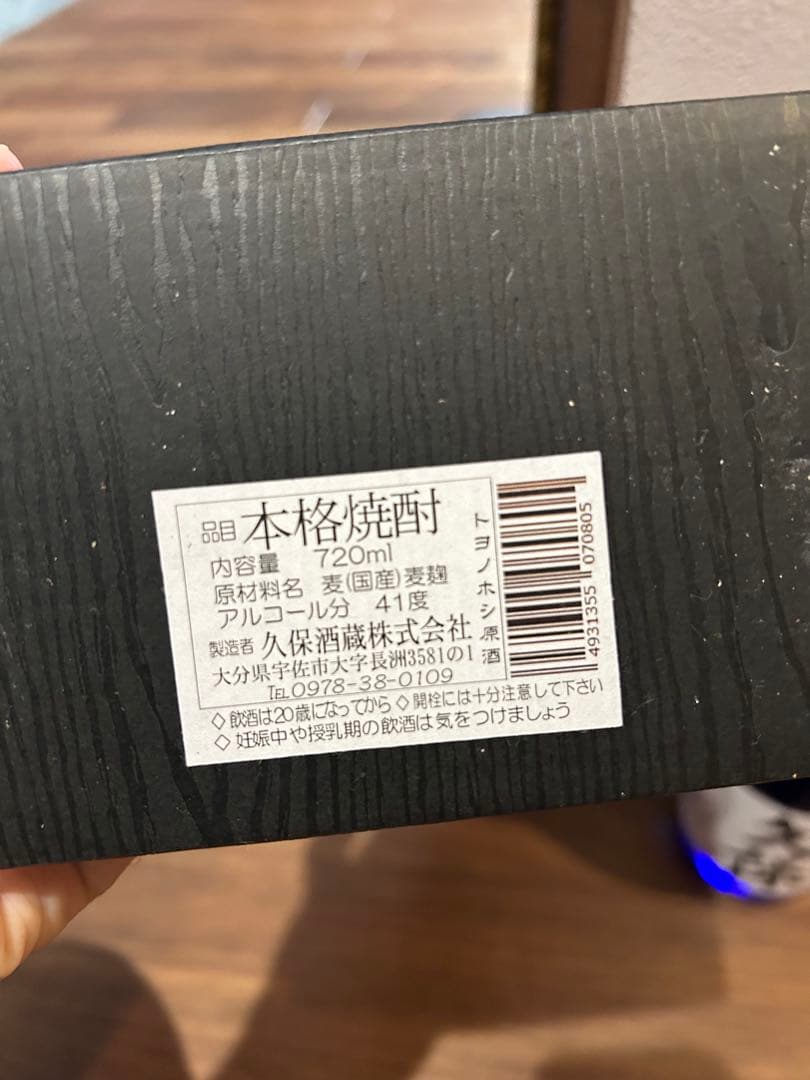 品目 本格焼酎
内容量 720ml
原材料名 麦(国産)麦麹
アルコール分 41度
製造者 久保酒蔵株式会社
大分県宇佐市大字長洲3581の1
TEL0978-38-0109
トヨノホシ原酒
4931355 070805
◇飲酒は20歳になってから ◇開栓には十分注意して下さい
◇妊娠中や授乳期の飲酒は気をつけましょう